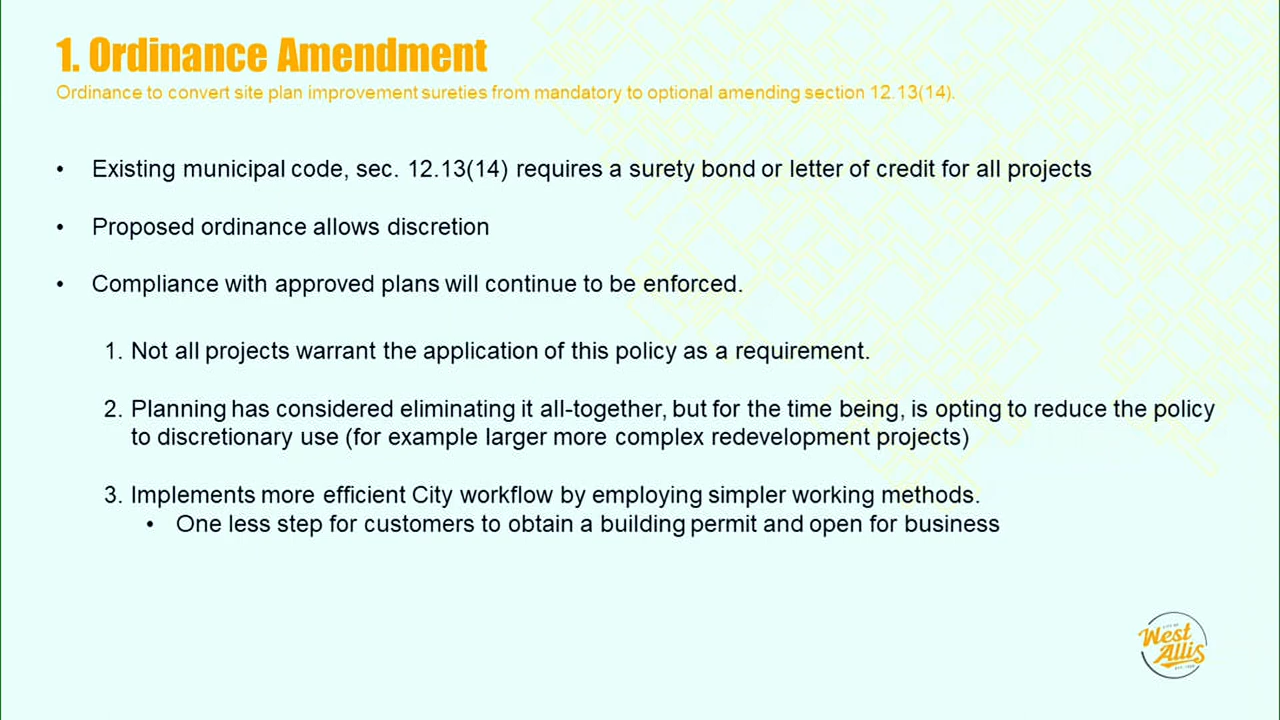 1. Ordinance Amendment
Ordinance to convert site plan improvement sureties from mandatory to optional amending section 12.13(14).
• Existing municipal code, sec. 12.13(14) requires a surety bond or letter of credit for all projects
• Proposed ordinance allows discretion
• Compliance with approved plans will continue to be enforced.
1. Not all projects warrant the application of this policy as a requirement.
2. Planning has considered eliminating it all-together, but for the time being, is opting to reduce the policy
to discretionary use (for example larger more complex redevelopment projects)
3. Implements more efficient City workflow by employing simpler working methods.
• One less step for customers to obtain a building permit and open for business
CITY OF
West
Allis